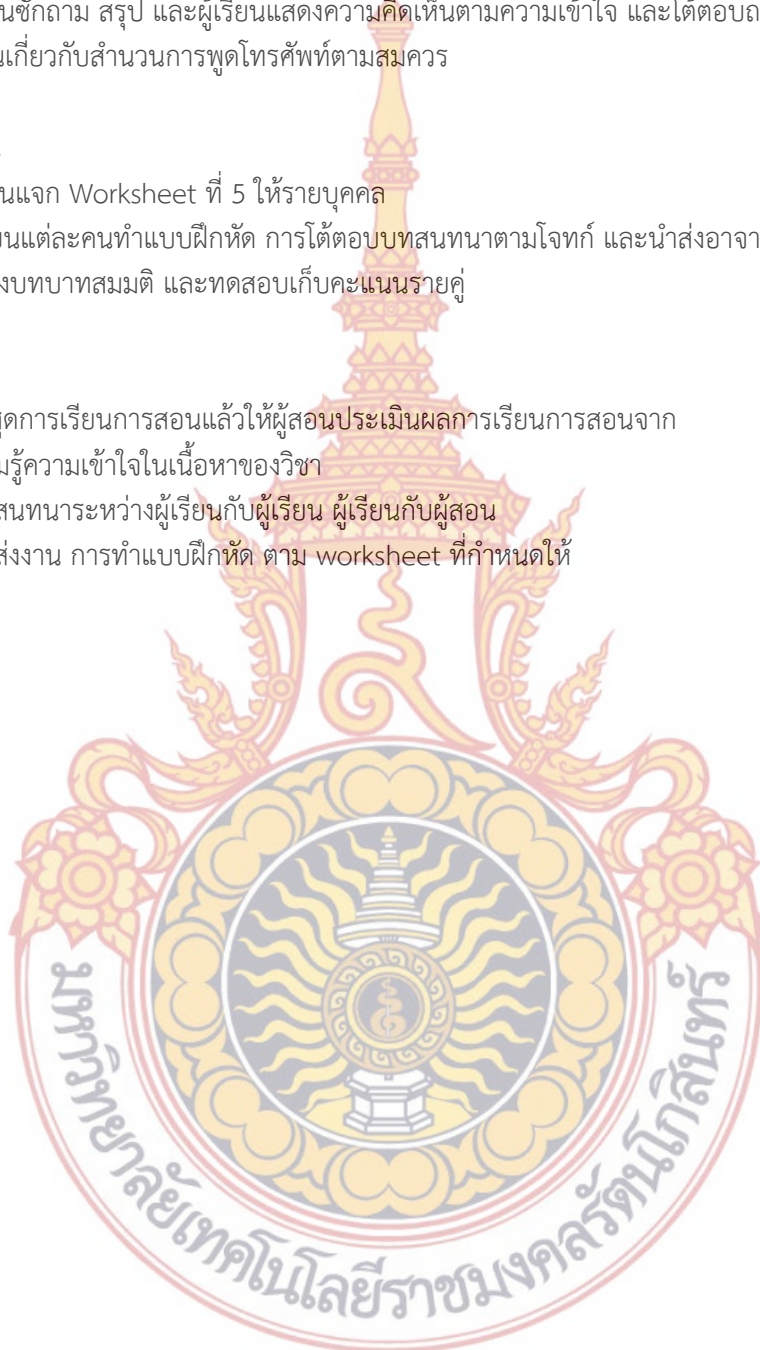 นซักถาม สรุป และผู้เรียนแสดงความคิดเห็นตามความเข้าใจ และโต้ตอบถ
นเกี่ยวกับสำนวนการพูดโทรศัพท์ตามสมควร
นแจก Worksheet ที่ 5 ให้รายบุคคล
ยนแต่ละคนทำแบบฝึกหัด การโต้ตอบบทสนทนาตามโจทก์ และนำส่งอาจา
งบทบาทสมมติ และทดสอบเก็บคะแนนรายคู่
สุดการเรียนการสอนแล้วให้ผู้สอนประเมินผลการเรียนการสอนจาก
มรู้ความเข้าใจในเนื้อหาของวิชา
สนทนาระหว่างผู้เรียนกับผู้เรียน ผู้เรียนกับผู้สอน
ส่งงาน การทำแบบฝึกหัด ตาม worksheet ที่กำหนดให้
มหาวิทยาลัยเทคโนโลยีราชมงคลรัตนโกสินทร์